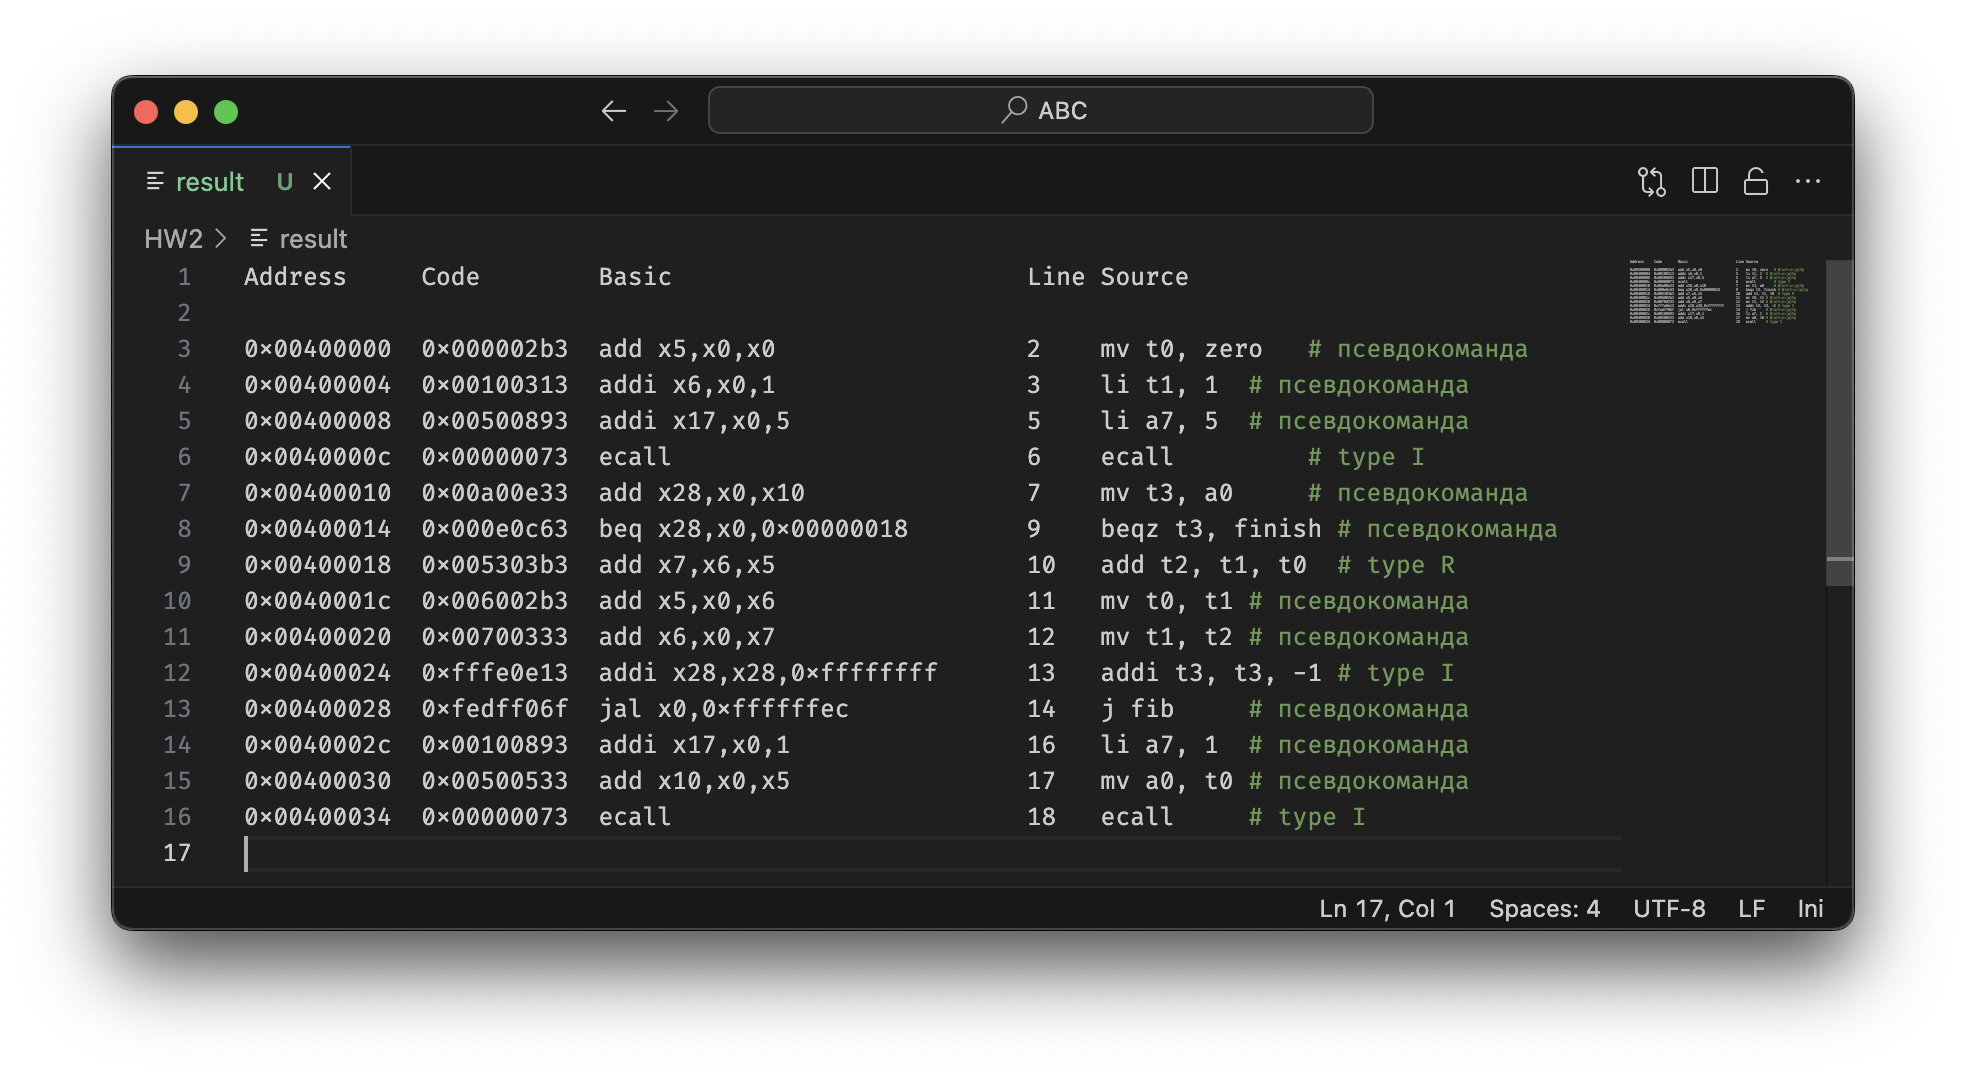 ABC
result U
HW2 > result
1 Address Code Basic Line Source
2
3 0x00400000 0x000002b3 add x5,x0,x0 2 mv t0, zero # псевдокоманда
4 0x00400004 0x00100313 addi x6,x0,1 3 li t1, 1 # псевдокоманда
5 0x00400008 0x00500893 addi x17,x0,5 5 li a7, 5 # псевдокоманда
6 0x0040000c 0x00000073 ecall 6 ecall # type I
7 0x00400010 0x00a00e33 add x28,x0,x10 7 mv t3, a0 # псевдокоманда
8 0x00400014 0x000e0c63 beq x28,x0,0x00000018 9 beqz t3, finish # псевдокоманда
9 0x00400018 0x005303b3 add x7,x6,x5 10 add t2, t1, t0 # type R
10 0x0040001c 0x006002b3 add x5,x0,x6 11 mv t0, t1 # псевдокоманда
11 0x00400020 0x00700333 add x6,x0,x7 12 mv t1, t2 # псевдокоманда
12 0x00400024 0xfffe0e13 addi x28,x28,0xffffffff 13 addi t3, t3, -1 # type I
13 0x00400028 0xfedff06f jal x0,0xffffffec 14 j fib # псевдокоманда
14 0x0040002c 0x00100893 addi x17,x0,1 16 li a7, 1 # псевдокоманда
15 0x00400030 0x00500533 add x10,x0,x5 17 mv a0, t0 # псевдокоманда
16 0x00400034 0x00000073 ecall 18 ecall # type I
17
Ln 17, Col 1 Spaces: 4 UTF-8 LF Ini